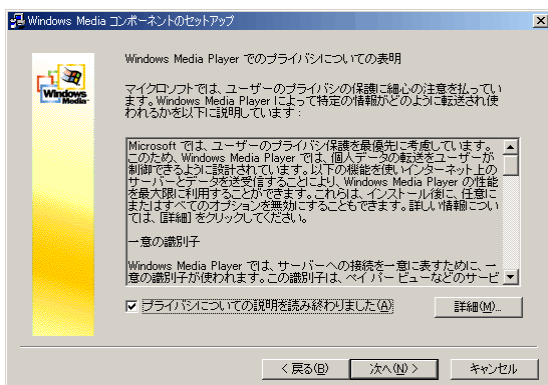 Windows Media コンポーネントのセットアップ
Windows Media
Windows Media Player でのプライバシについての表明
マイクロソフトでは、ユーザーのプライバシの保護に細心の注意を払ってい
ます。Windows Media Player によって特定の情報がどのように転送され使
われるかを以下に説明しています:
Microsoft では、ユーザーのプライバシ保護を最優先に考慮しています。
このため、Windows Media Player では、個人データの転送をユーザーが
制御できるように設計されています。以下の機能を使いインターネット上の
サーバーとデータを送受信することにより、Windows Media Player の性能
を最大限に利用することができます。これらは、インストール後に、任意に
またはすべてのオプションを無効にすることもできます。詳しい情報につい
ては、[詳細] をクリックしてください。
一意の識別子
Windows Media Player では、サーバーへの接続を一意に表すために、一
意の識別子が使われます。この識別子は、ペイ パー ビューなどのサービ
プライバシについての説明を読み終わりました(A)
詳細(M)...
< 戻る(B)
次へ(N) >
キャンセル